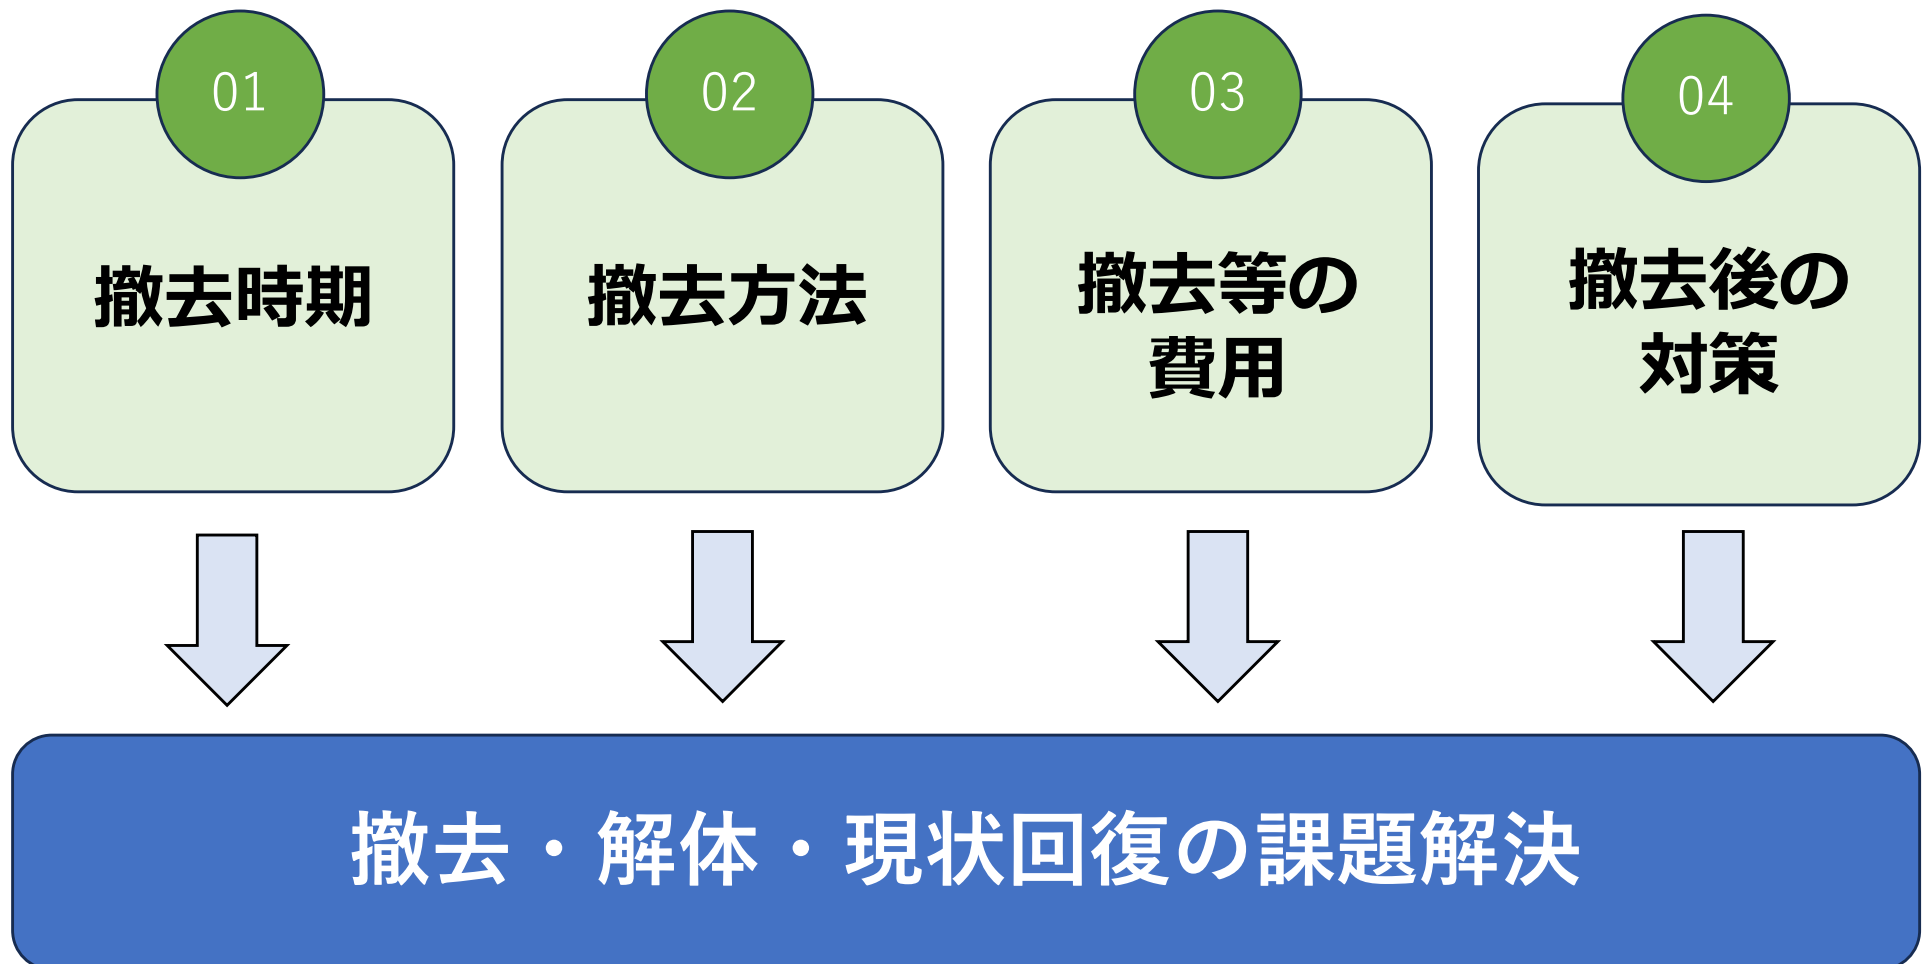 01
撤去時期
02
撤去方法
03
撤去等の
費用
04
撤去後の
対策
撤去・解体・現状回復の課題解決